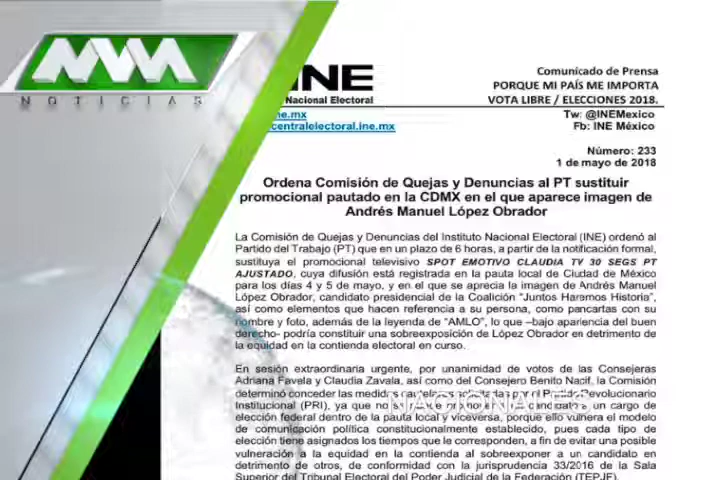 NVM
NOTICIAS
INE
Nacional Electoral
ine.mx
centralelectoral.ine.mx
Comunicado de Prensa
PORQUE MI PAÍS ME IMPORTA
VOTA LIBRE / ELECCIONES 2018.
Tw: @INEMexico
Fb: INE México
Número: 233
1 de mayo de 2018
Ordena Comisión de Quejas y Denuncias al PT sustituir
promocional pautado en la CDMX en el que aparece imagen de
Andrés Manuel López Obrador
La Comisión de Quejas y Denuncias del Instituto Nacional Electoral (INE) ordenó al
Partido del Trabajo (PT) que en un plazo de 6 horas, a partir de la notificación formal,
sustituya el promocional televisivo SPOT EMOTIVO CLAUDIA TV 30 SEGS PT
AJUSTADO, cuya difusión está registrada en la pauta local de Ciudad de México
para los días 4 y 5 de mayo, y en el que se aprecia la imagen de Andrés Manuel
López Obrador, candidato presidencial de la Coalición "Juntos Haremos Historia",
así como elementos que hacen referencia a su persona, como pancartas con su
nombre y foto, además de la leyenda de "AMLO", lo que –bajo apariencia del buen
derecho- podría constituir una sobreexposición de López Obrador en detrimento de
la equidad en la contienda electoral en curso.
En sesión extraordinaria urgente, por unanimidad de votos de las Consejeras
Adriana Favela y Claudia Zavala, así como del Consejero Benito Nacif, la Comisión
determinó conceder las Partido Revolucionario
Institucional (PRI), ya que no un cargo de
NACIONALES
elección federal dentro de la pauta local y viceversa, porque ello vulnera el modelo
de comunicación política constitucionalmente establecido, pues cada tipo de
elección tiene asignados los tiempos que le corresponden, a fin de evitar una posible
vulneración a la equidad en la contienda al sobreexponer a un candidato en
detrimento de otros, de conformidad con la jurisprudencia 33/2016 de la Sala
Superior del Tribunal Electoral del Poder Judicial de la Federación (TEPJF).